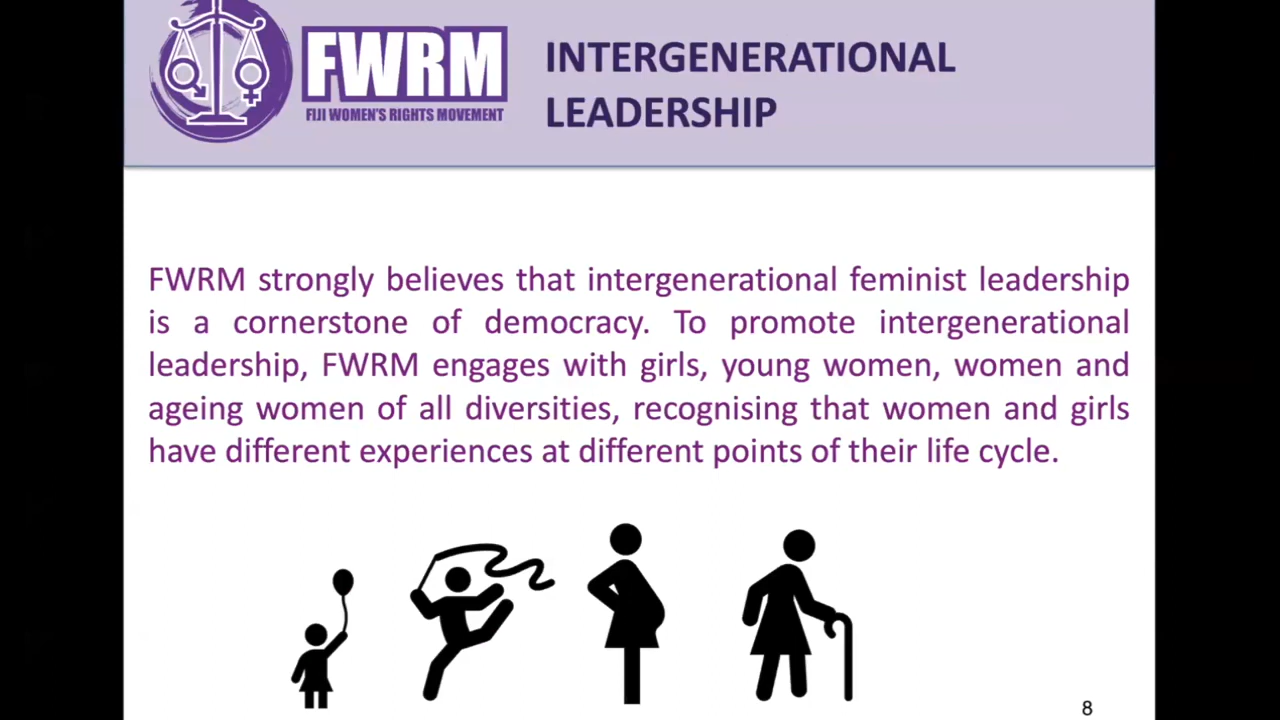 FWRM
FIJI WOMEN'S RIGHTS MOVEMENT
INTERGENERATIONAL
LEADERSHIP
FWRM strongly believes that intergenerational feminist leadership
is a cornerstone of democracy. To promote intergenerational
leadership, FWRM engages with girls, young women, women and
ageing women of all diversities, recognising that women and girls
have different experiences at different points of their life cycle.
8